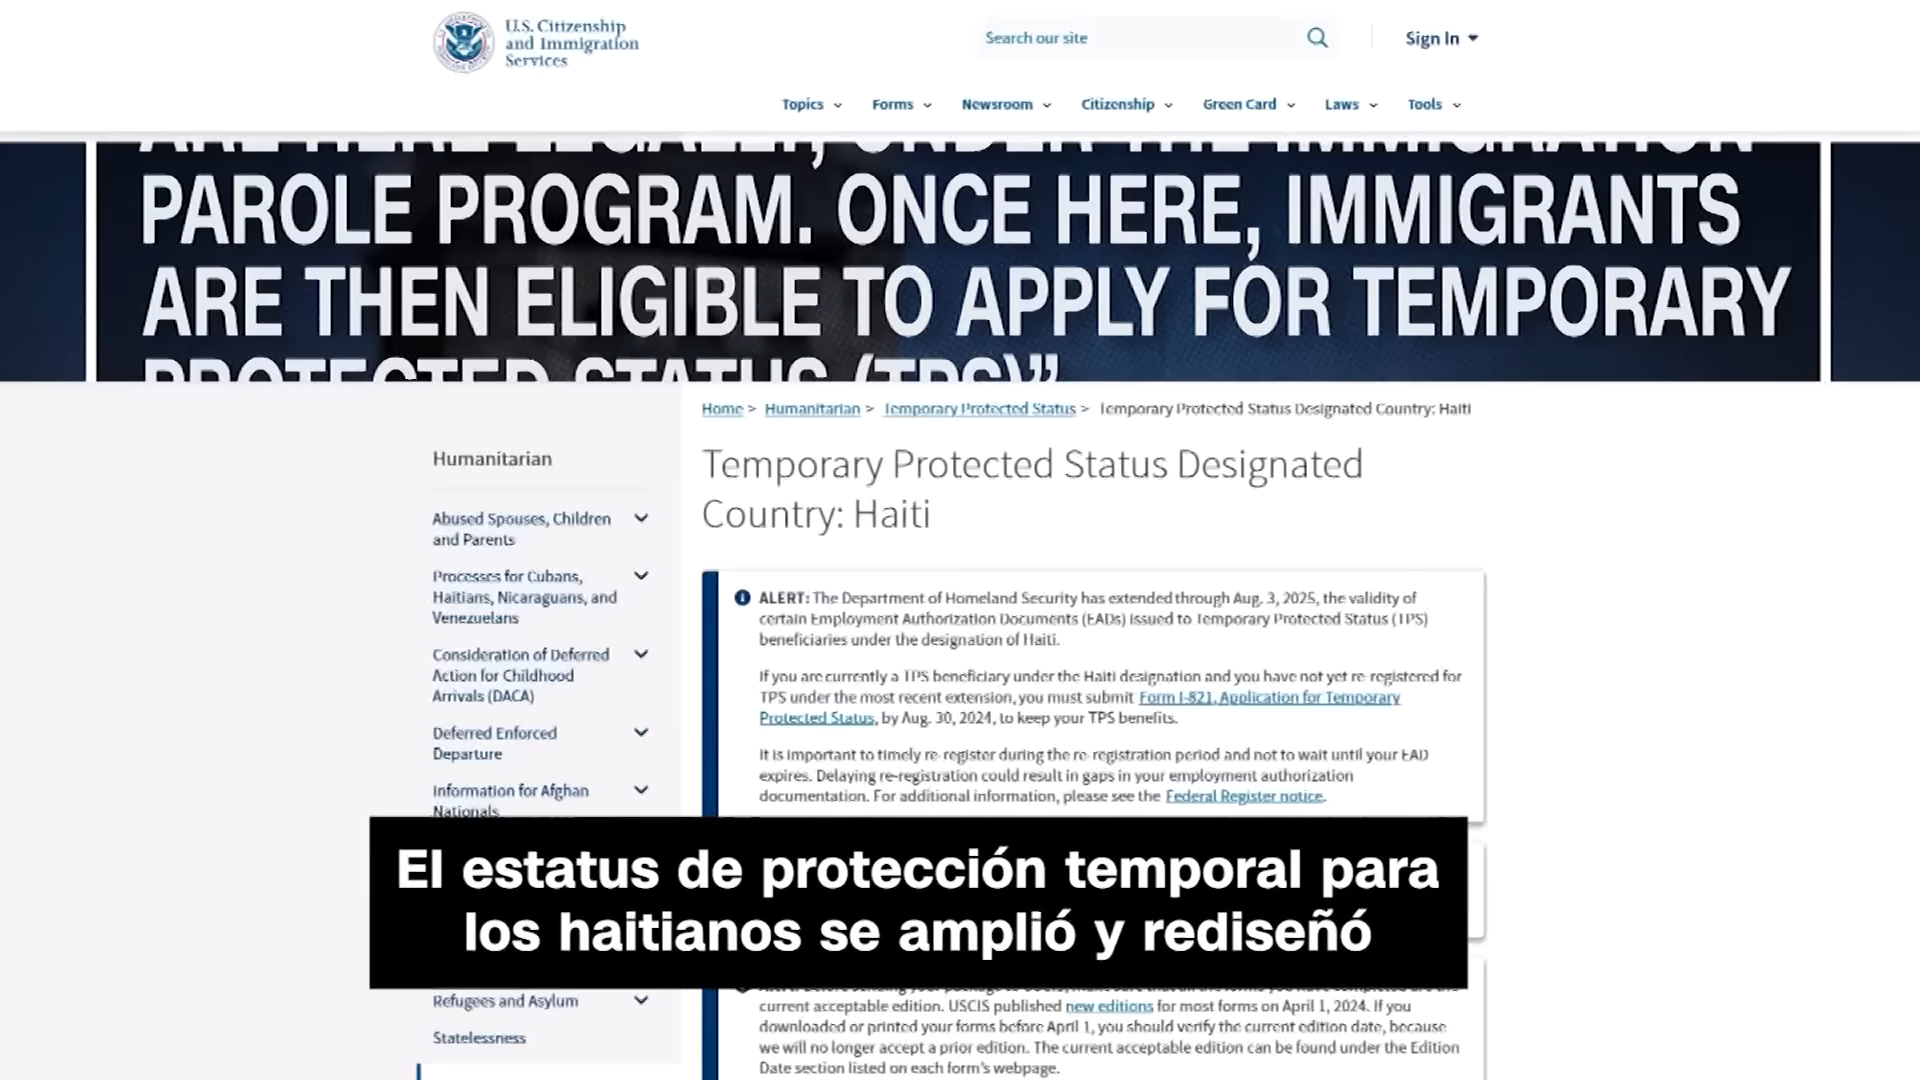 U.S. Citizenship
and Immigration
Services
Search our site
Sign In
Topics
Forms
Newsroom
Citizenship
Green Card
Laws
Tools
ARE HERE LEGALLY, UNDER THE IMMIGRATION
PAROLE PROGRAM. ONCE HERE, IMMIGRANTS
ARE THEN ELIGIBLE TO APPLY FOR TEMPORARY
PROTECTED STATUS (TPS)”
Home > Humanitarian > Temporary Protected Status > Temporary Protected Status Designated Country: Haiti
Humanitarian
Abused Spouses, Children
and Parents
Processes for Cubans,
Haitians, Nicaraguans, and
Venezuelans
Consideration of Deferred
Action for Childhood
Arrivals (DACA)
Deferred Enforced
Departure
Information for Afghan
Nationals
Refugees and Asylum
Statelessness
Temporary Protected Status Designated
Country: Haiti
ALERT: The Department of Homeland Security has extended through Aug. 3, 2025, the validity of
certain Employment Authorization Documents (EADs) issued to Temporary Protected Status (TPS)
beneficiaries under the designation of Haiti.
If you are currently a TPS beneficiary under the Haiti designation and you have not yet re-registered for
TPS under the most recent extension, you must submit Form I-821, Application for Temporary
Protected Status, by Aug. 30, 2024, to keep your TPS benefits.
It is important to timely re-register during the re-registration period and not to wait until your EAD
expires. Delaying re-registration could result in gaps in your employment authorization
documentation. For additional information, please see the Federal Register notice.
El estatus de protección temporal para
los haitianos se amplió y rediseñó
current acceptable edition. USCIS published new editions for most forms on April 1, 2024. If you
downloaded or printed your forms before April 1, you should verify the current edition date, because
we will no longer accept a prior edition. The current acceptable edition can be found under the Edition
Date section listed on each form's webpage.